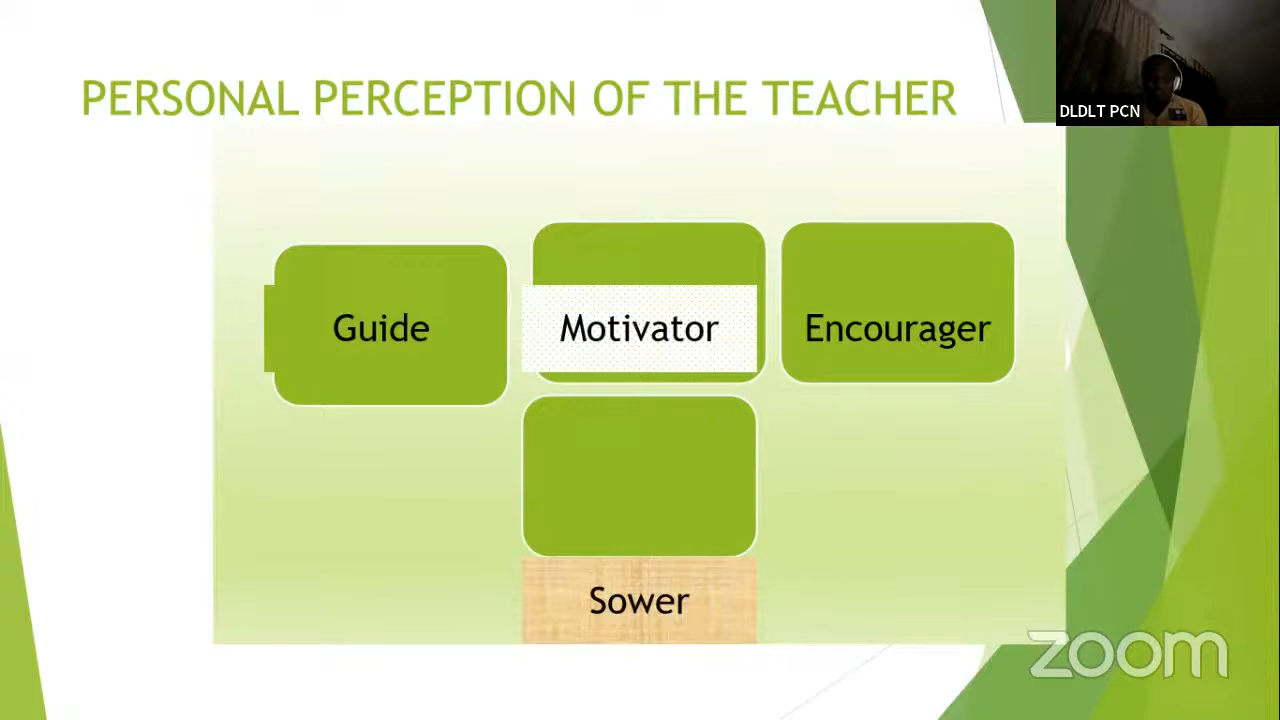 PERSONAL PERCEPTION OF THE TEACHER
DLDLT PCN
Guide
Motivator
Encourager
Sower
zoom